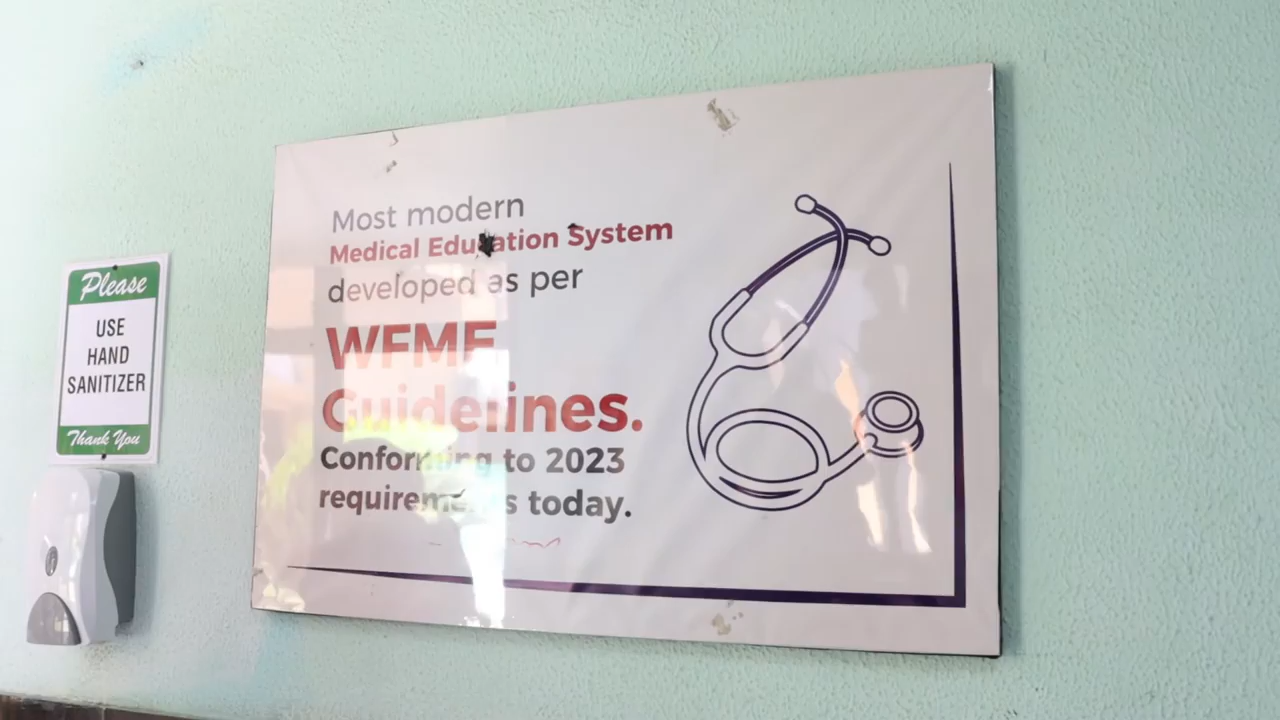 Please
USE
HAND
SANITIZER
Thank You
Most modern
Medical Education System
developed as per
WFME
Guidelines.
Conforming to 2023
requirements today.